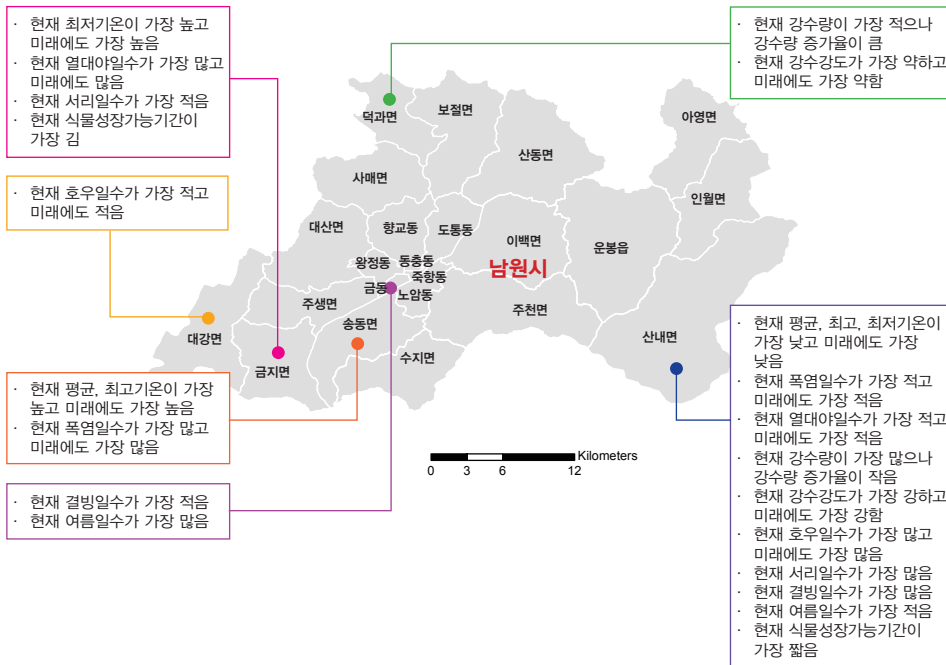 · 현재 최저기온이 가장 높고
미래에도 가장 높음
· 현재 열대야일수가 가장 많고
미래에도 많음
· 현재 서리일수가 가장 적음
· 현재 식물성장가능기간이
가장 김
· 현재 강수량이 가장 적으나
강수량 증가율이 큼
· 현재 강수강도가 가장 약하고
미래에도 가장 약함
· 현재 호우일수가 가장 적고
미래에도 적음
덕과면
보절면
아영면
산동면
사매면
인월면
대산면
향교동
도통동
이백면
운봉읍
왕정동
동충동
남원시
죽항동
금동
노암동
주생면
주천면
송동면
대강면
산내면
수지면
금지면
· 현재 평균, 최고기온이 가장
높고 미래에도 가장 높음
· 현재 폭염일수가 가장 많고
미래에도 가장 많음
Kilometers
0 3 6 12
· 현재 결빙일수가 가장 적음
· 현재 여름일수가 가장 많음
· 현재 평균, 최고, 최저기온이
가장 낮고 미래에도 가장
낮음
· 현재 폭염일수가 가장 적고
미래에도 가장 적음
· 현재 열대야일수가 가장 적고
미래에도 가장 적음
· 현재 강수량이 가장 많으나
강수량 증가율이 작음
· 현재 강수강도가 가장 강하고
미래에도 가장 강함
· 현재 호우일수가 가장 많고
미래에도 가장 많음
· 현재 서리일수가 가장 많음
· 현재 결빙일수가 가장 많음
· 현재 여름일수가 가장 적음
· 현재 식물성장가능기간이
가장 짧음